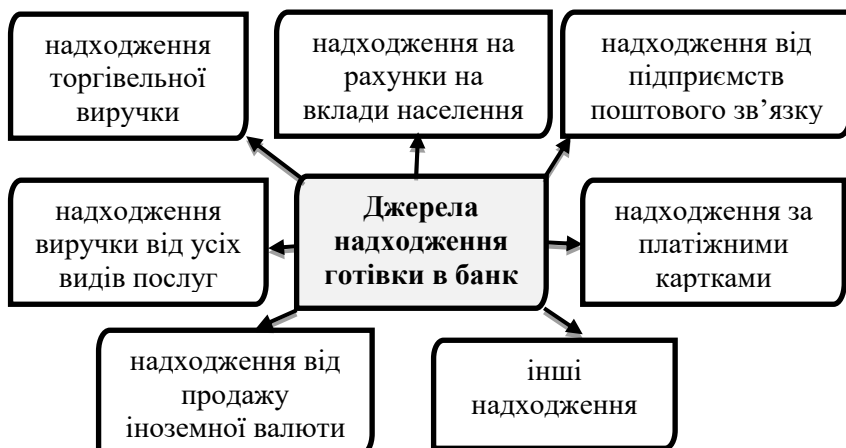 надходження
торгівельної
виручки
надходження на
рахунки на
вклади населення
надходження від
підприємств
поштового зв’язку
надходження
виручки від усіх
видів послуг
Джерела
надходження
готівки в банк
надходження за
платіжними
картками
надходження від
продажу
іноземної валюти
інші
надходження